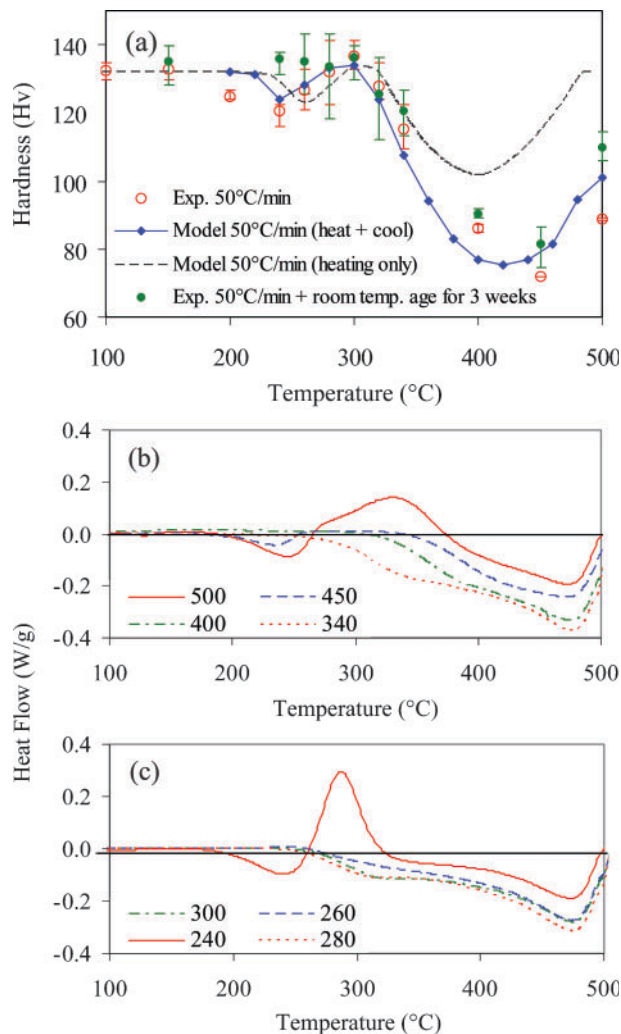 (a)
140
120
100
80
60
Hardness (Hv)
Exp. 50°C/min
Model 50°C/min (heat + cool)
Model 50°C/min (heating only)
Exp. 50°C/min + room temp. age for 3 weeks
100 200 300 400 500
Temperature (°C)
(b)
0.4
0.2
0.0
-0.2
-0.4
500 450
400 340
100 200 300 400 500
Temperature (°C)
Heat Flow (W/g)
(c)
0.4
0.2
0.0
-0.2
-0.4
300 260
240 280
100 200 300 400 500
Temperature (°C)